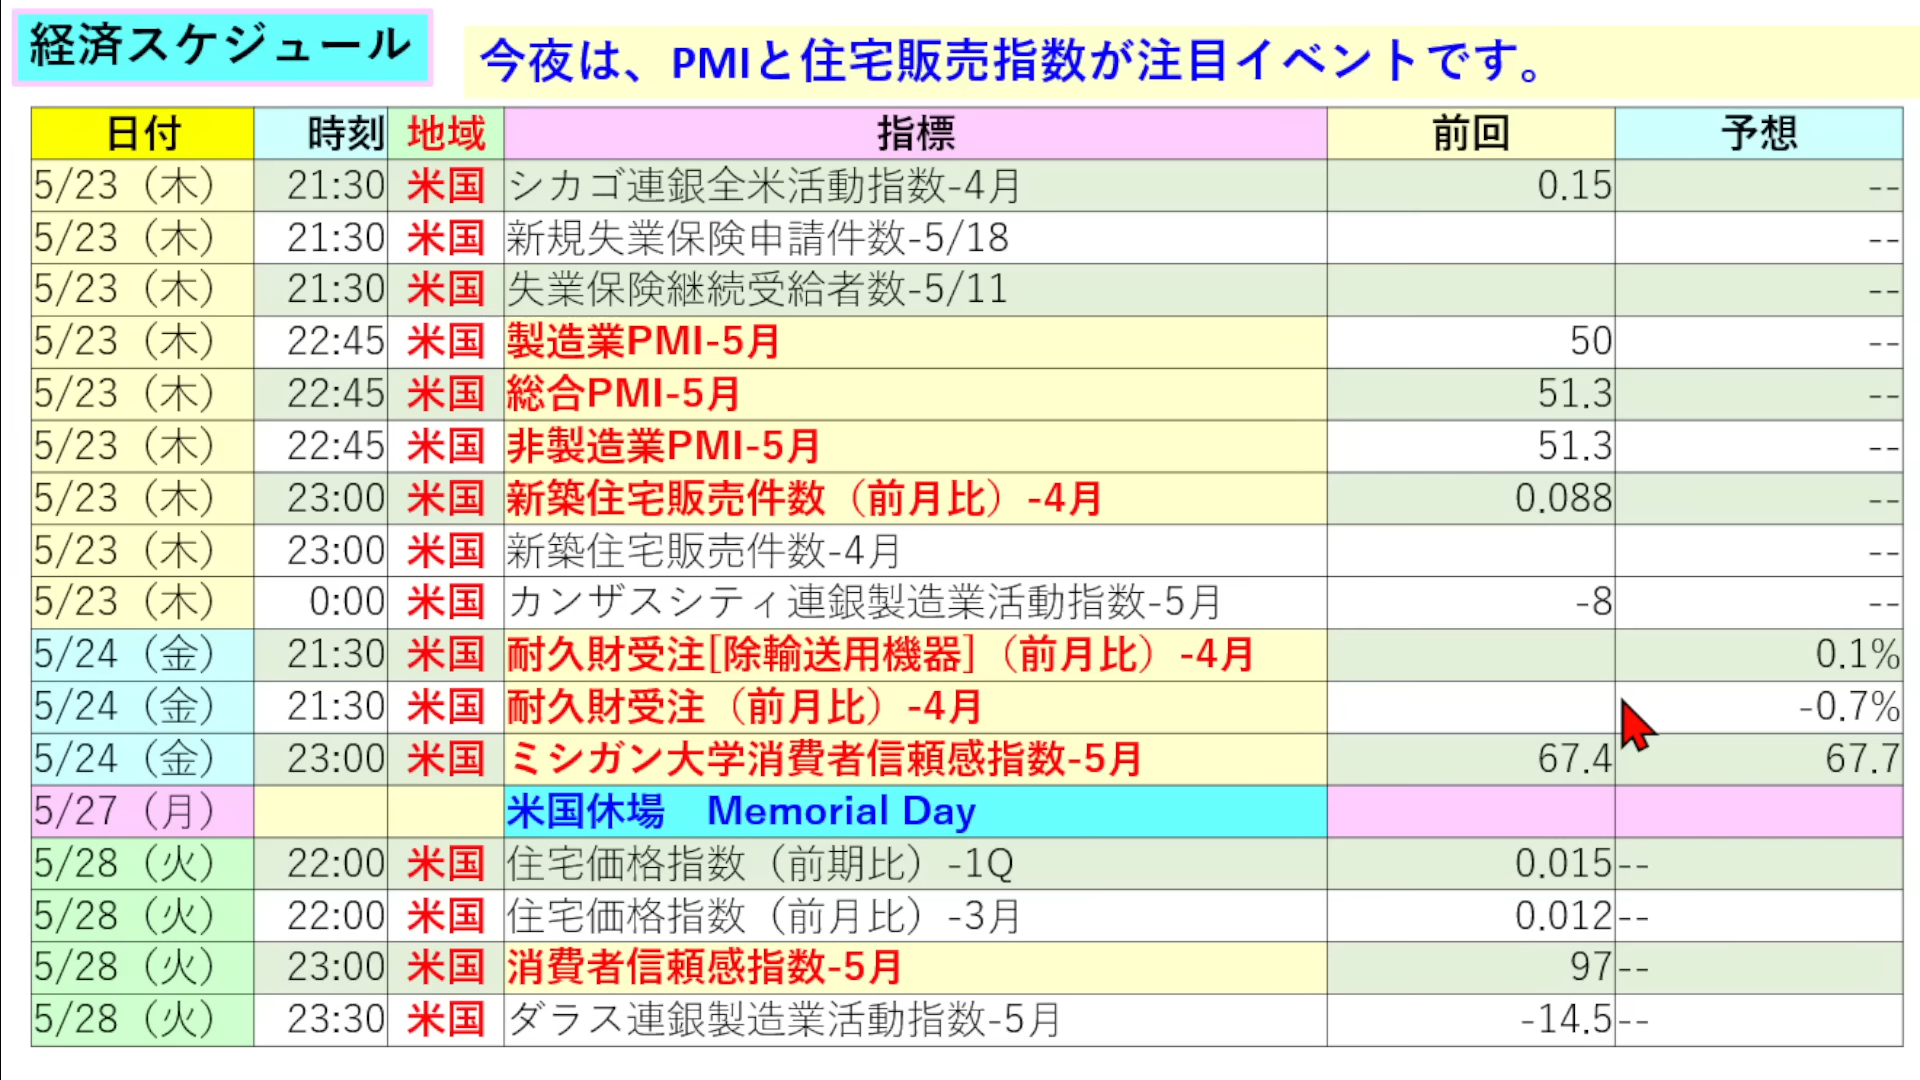 経済スケジュール
今夜は、PMIと住宅販売指数が注目イベントです。
日付 時刻 地域 指標 前回 予想
5/23（木） 21:30 米国 シカゴ連銀全米活動指数-4月 0.15 --
5/23（木） 21:30 米国 新規失業保険申請件数-5/18 --
5/23（木） 21:30 米国 失業保険継続受給者数-5/11 --
5/23（木） 22:45 米国 製造業PMI-5月 50 --
5/23（木） 22:45 米国 総合PMI-5月 51.3 --
5/23（木） 22:45 米国 非製造業PMI-5月 51.3 --
5/23（木） 23:00 米国 新築住宅販売件数（前月比）-4月 0.088 --
5/23（木） 23:00 米国 新築住宅販売件数-4月 --
5/23（木） 0:00 米国 カンザスシティ連銀製造業活動指数-5月 -8 --
5/24（金） 21:30 米国 耐久財受注[除輸送用機器]（前月比）-4月 0.1%
5/24（金） 21:30 米国 耐久財受注（前月比）-4月 -0.7%
5/24（金） 23:00 米国 ミシガン大学消費者信頼感指数-5月 67.4 67.7
5/27（月） 米国休場　Memorial Day
5/28（火） 22:00 米国 住宅価格指数（前期比）-1Q 0.015 --
5/28（火） 22:00 米国 住宅価格指数（前月比）-3月 0.012 --
5/28（火） 23:00 米国 消費者信頼感指数-5月 97 --
5/28（火） 23:30 米国 ダラス連銀製造業活動指数-5月 -14.5 --